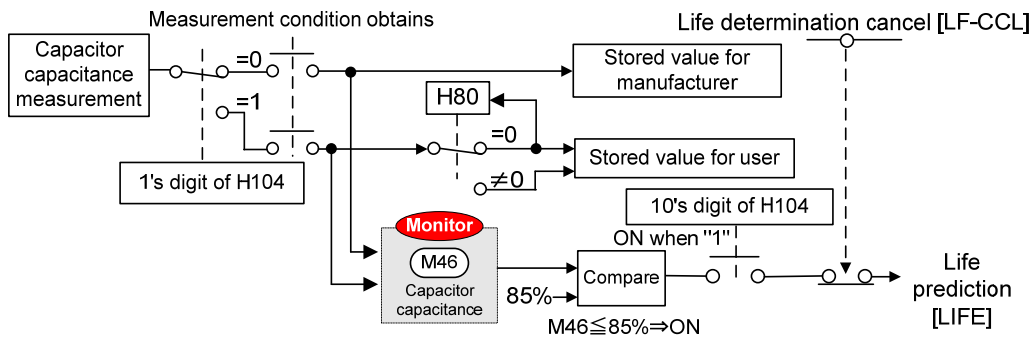 Measurement condition obtains
Life determination cancel [LF-CCL]
Capacitor
capacitance
measurement
=0
=1
Stored value for
manufacturer
H80
=0
≠0
Stored value for user
1's digit of H104
10's digit of H104
Monitor
M46
Capacitor
capacitance
ON when "1"
85%
Compare
M46≦85%⇒ON
Life
prediction
[LIFE]